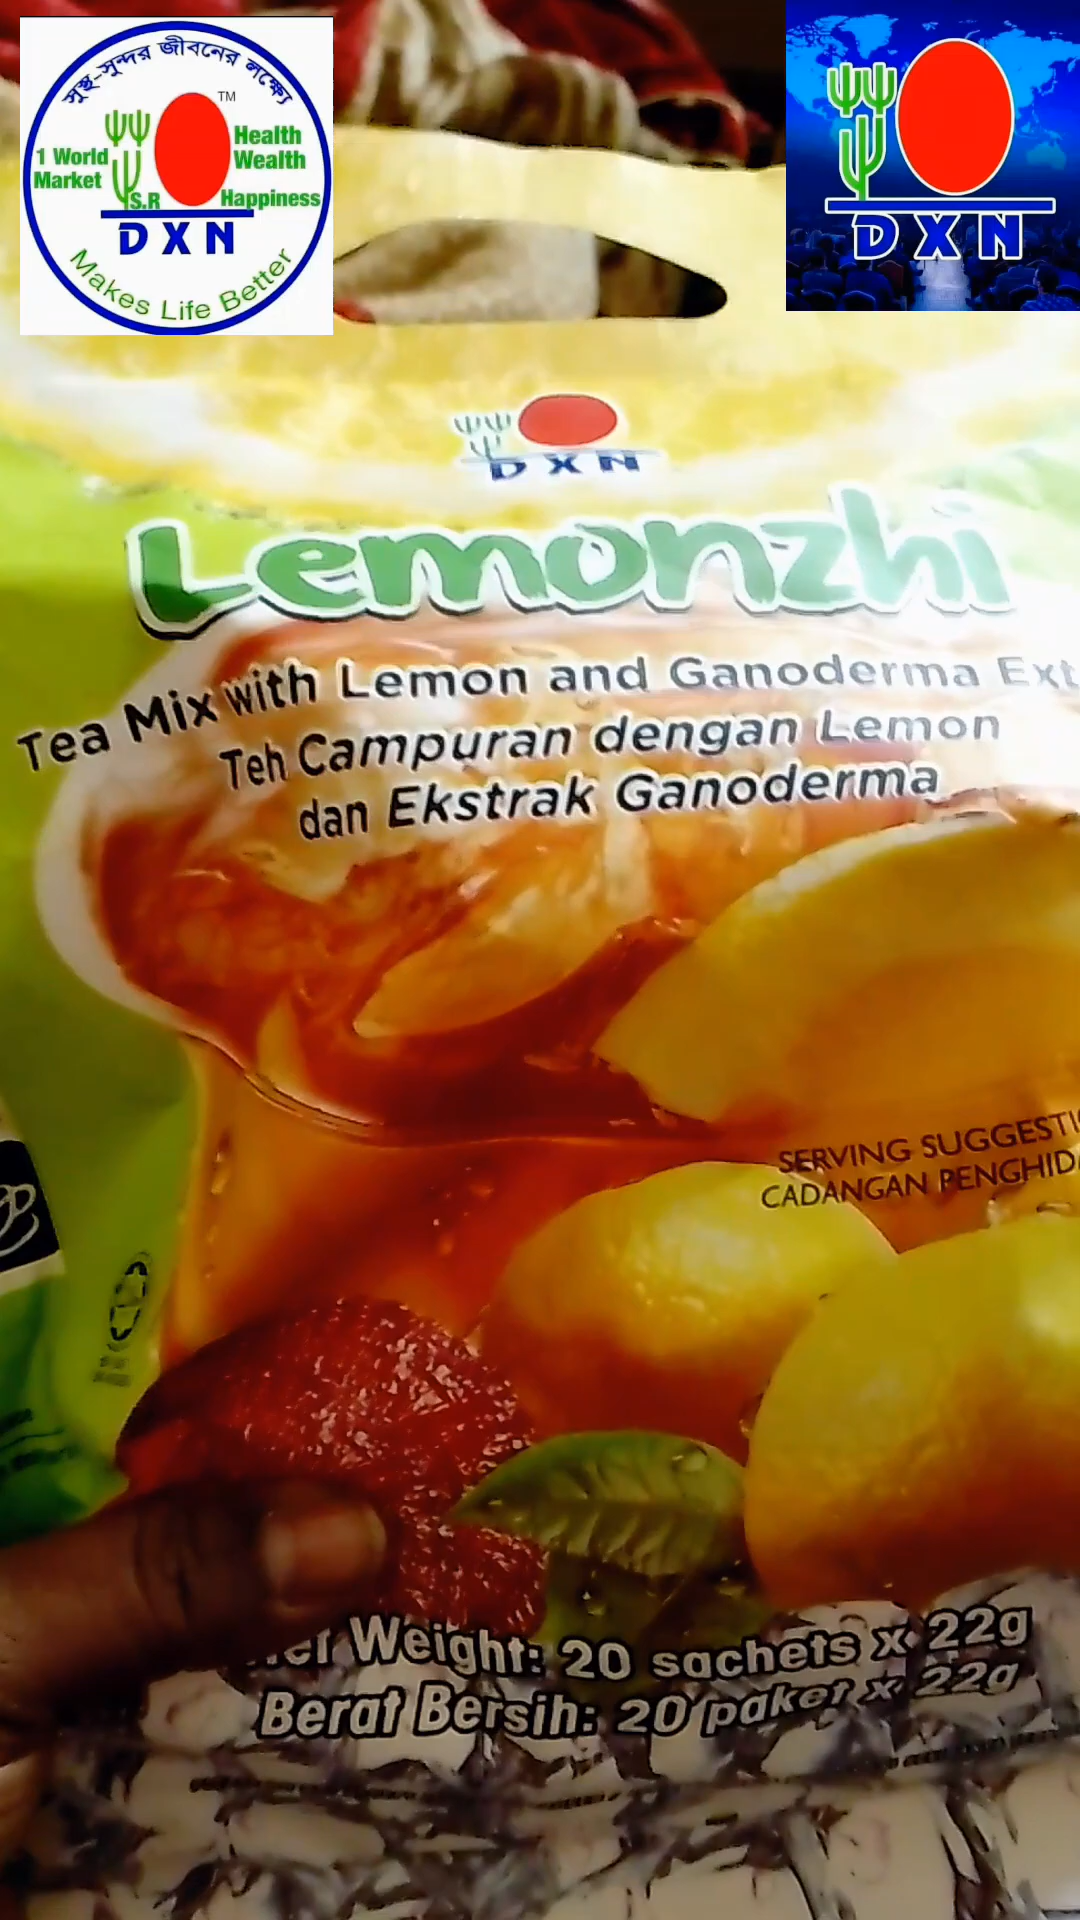 সুস্থ-সুন্দর জীবনের লক্ষ্যে
TM
1 World
Market
Health
Wealth
Happiness
S.R
DXN
Makes Life Better
DXN
DXN
Lemonzhi
Tea Mix with Lemon and Ganoderma Ext
Teh Campuran dengan Lemon
dan Ekstrak Ganoderma
SERVING SUGGESTI
CADANGAN PENGHID
Net Weight: 20 sachets x 22g
Berat Bersih: 20 paket x 22g